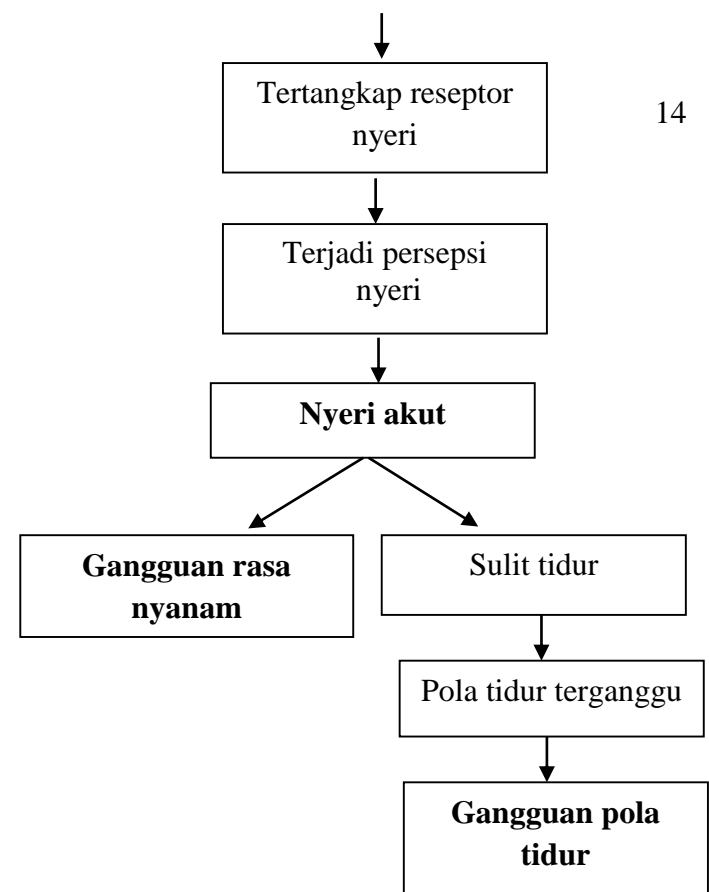 Tertangkap reseptor
nyeri
14
Terjadi persepsi
nyeri
Nyeri akut
Gangguan rasa
nyanam
Sulit tidur
Pola tidur terganggu
Gangguan pola
tidur